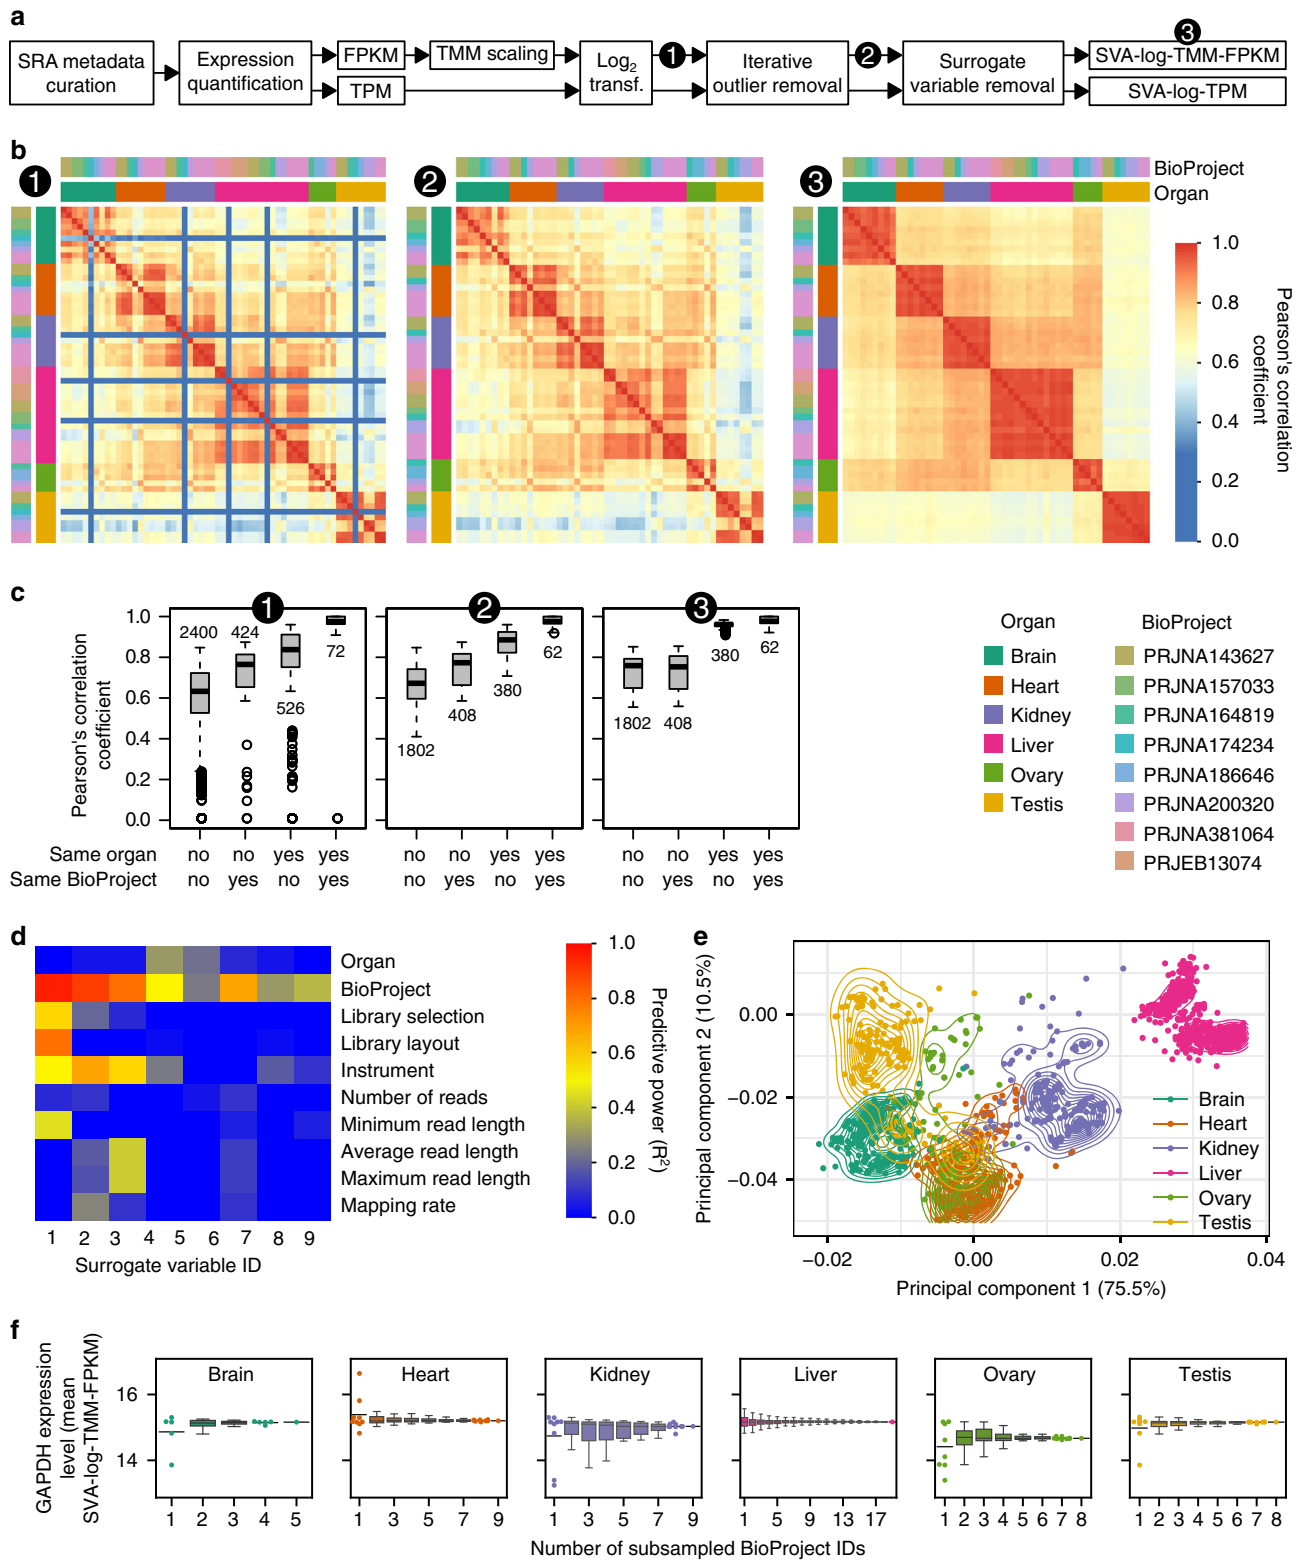 a
SRA metadata
curation
Expression
quantification
FPKM
TPM
TMM scaling
Log2
transf.
1
Iterative
outlier removal
2
Surrogate
variable removal
3
SVA-log-TMM-FPKM
SVA-log-TPM
b
1
2
3
BioProject
Organ
1.0
0.8
0.6
0.4
0.2
0.0
Pearson's correlation
coefficient
c
Pearson's correlation
coefficient
1.0
0.8
0.6
0.4
0.2
0.0
1
2400
424
526
72
2
1802
408
380
62
3
1802
408
380
62
Same organ
no no yes yes
no no yes yes
no no yes yes
Same BioProject
no yes no yes
no yes no yes
no yes no yes
Organ
Brain
Heart
Kidney
Liver
Ovary
Testis
BioProject
PRJNA143627
PRJNA157033
PRJNA164819
PRJNA174234
PRJNA186646
PRJNA200320
PRJNA381064
PRJEB13074
d
Organ
BioProject
Library selection
Library layout
Instrument
Number of reads
Minimum read length
Average read length
Maximum read length
Mapping rate
1 2 3 4 5 6 7 8 9
Surrogate variable ID
1.0
0.8
0.6
0.4
0.2
0.0
Predictive power (R2)
e
Principal component 2 (10.5%)
0.00
−0.02
−0.04
−0.02 0.00 0.02 0.04
Principal component 1 (75.5%)
Brain
Heart
Kidney
Liver
Ovary
Testis
f
GAPDH expression
level (mean
SVA-log-TMM-FPKM)
16
14
Brain
1 2 3 4 5
Heart
1 3 5 7 9
Kidney
1 3 5 7 9
Liver
1 5 9 13 17
Ovary
1 2 3 4 5 6 7 8
Testis
1 2 3 4 5 6 7 8
Number of subsampled BioProject IDs